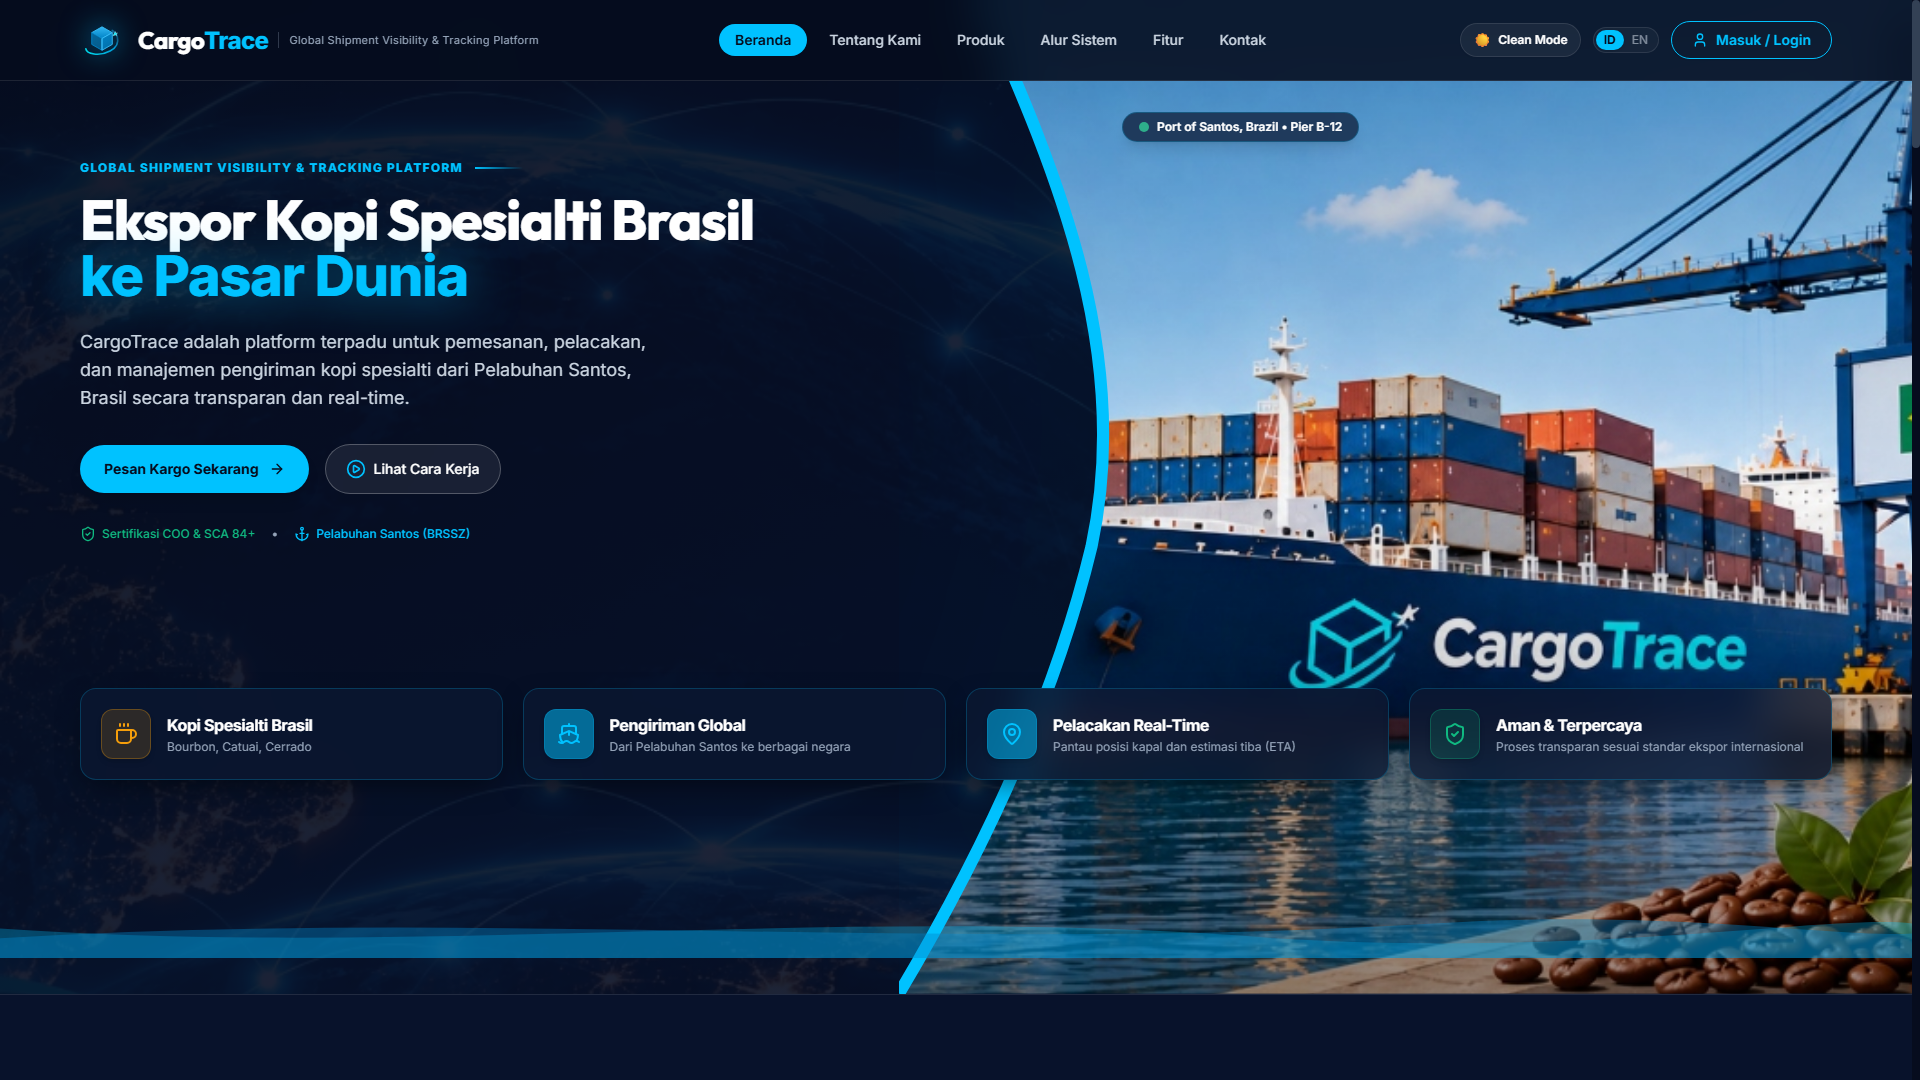 CargoTrace
Global Shipment Visibility & Tracking Platform
Beranda
Tentang Kami
Produk
Alur Sistem
Fitur
Kontak
Clean Mode
ID
EN
Masuk / Login
Port of Santos, Brazil • Pier B-12
GLOBAL SHIPMENT VISIBILITY & TRACKING PLATFORM
Ekspor Kopi Spesialti Brasil
ke Pasar Dunia
CargoTrace adalah platform terpadu untuk pemesanan, pelacakan,
dan manajemen pengiriman kopi spesialti dari Pelabuhan Santos,
Brasil secara transparan dan real-time.
Pesan Kargo Sekarang
Lihat Cara Kerja
Sertifikasi COO & SCA 84+
•
Pelabuhan Santos (BRSSZ)
CargoTrace
Kopi Spesialti Brasil
Bourbon, Catuai, Cerrado
Pengiriman Global
Dari Pelabuhan Santos ke berbagai negara
Pelacakan Real-Time
Pantau posisi kapal dan estimasi tiba (ETA)
Aman & Terpercaya
Proses transparan sesuai standar ekspor internasional